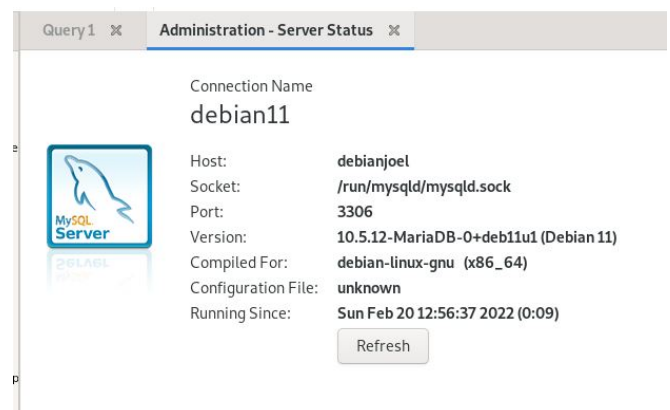 Query 1
Administration - Server Status
Connection Name
debian11
e
MySQL
Server
Host: debianjoel
Socket: /run/mysqld/mysqld.sock
Port: 3306
Version: 10.5.12-MariaDB-0+deb11u1 (Debian 11)
Compiled For: debian-linux-gnu (x86_64)
Configuration File: unknown
Running Since: Sun Feb 20 12:56:37 2022 (0:09)
Refresh
p